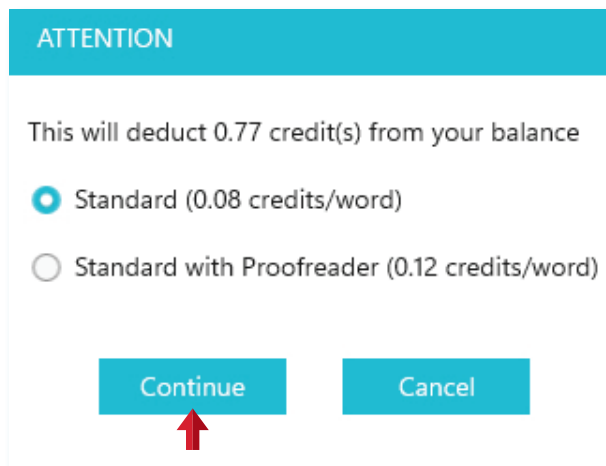 ATTENTION
This will deduct 0.77 credit(s) from your balance
Standard (0.08 credits/word)
Standard with Proofreader (0.12 credits/word)
Continue Cancel